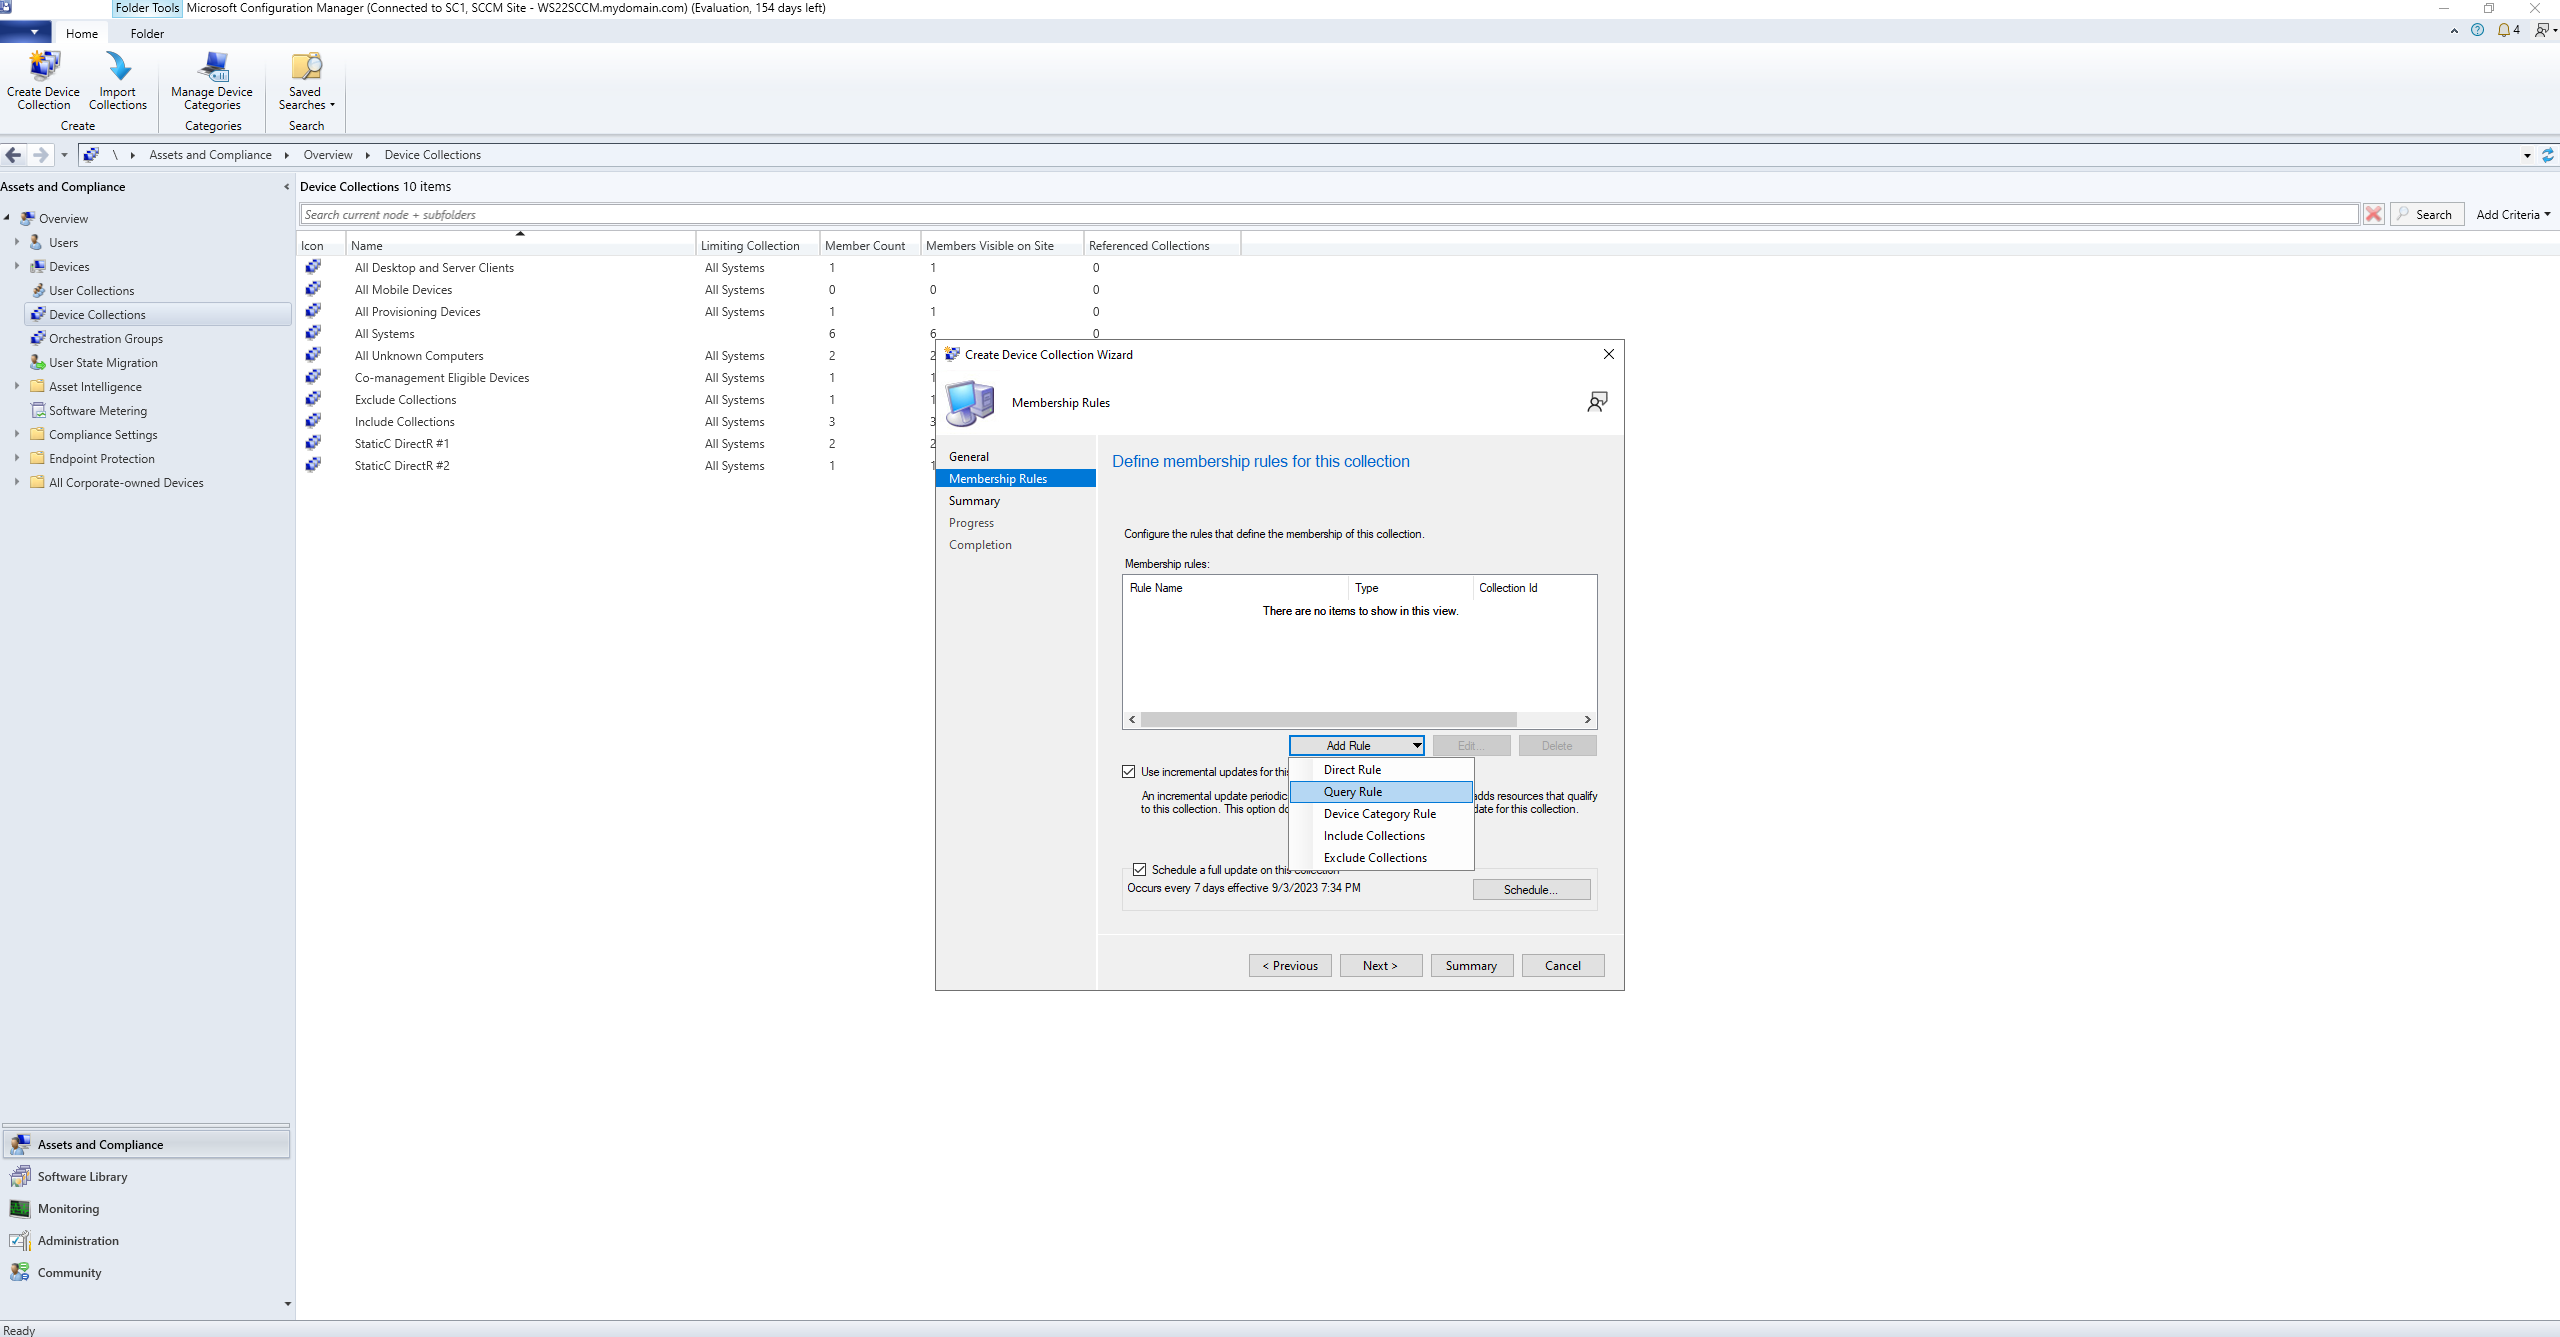 Folder Tools Microsoft Configuration Manager (Connected to SC1, SCCM Site - WS22SCCM.mydomain.com) (Evaluation, 154 days left)
Home Folder
4
Create Device Collection
Import Collections
Manage Device Categories
Saved Searches
Create Categories Search
\ Assets and Compliance Overview Device Collections
Assets and Compliance
Overview
Users
Devices
User Collections
Device Collections
Orchestration Groups
User State Migration
Asset Intelligence
Software Metering
Compliance Settings
Endpoint Protection
All Corporate-owned Devices
Assets and Compliance
Software Library
Monitoring
Administration
Community
Device Collections 10 items
Search current node + subfolders Search Add Criteria
Icon Name Limiting Collection Member Count Members Visible on Site Referenced Collections
All Desktop and Server Clients All Systems 1 1 0
All Mobile Devices All Systems 0 0 0
All Provisioning Devices All Systems 1 1 0
All Systems 6 6 0
All Unknown Computers All Systems 2 2
Co-management Eligible Devices All Systems 1 1
Exclude Collections All Systems 1 1
Include Collections All Systems 3 3
StaticC DirectR #1 All Systems 2 2
StaticC DirectR #2 All Systems 1 1
Create Device Collection Wizard
Membership Rules
General
Membership Rules
Summary
Progress
Completion
Define membership rules for this collection
Configure the rules that define the membership of this collection.
Membership rules:
Rule Name Type Collection Id
There are no items to show in this view.
Add Rule Edit... Delete
Direct Rule
Query Rule
Device Category Rule
Include Collections
Exclude Collections
Use incremental updates for this
An incremental update periodic adds resources that qualify
to this collection. This option do date for this collection.
Schedule a full update on this collection
Occurs every 7 days effective 9/3/2023 7:34 PM
Schedule...
< Previous Next > Summary Cancel
Ready